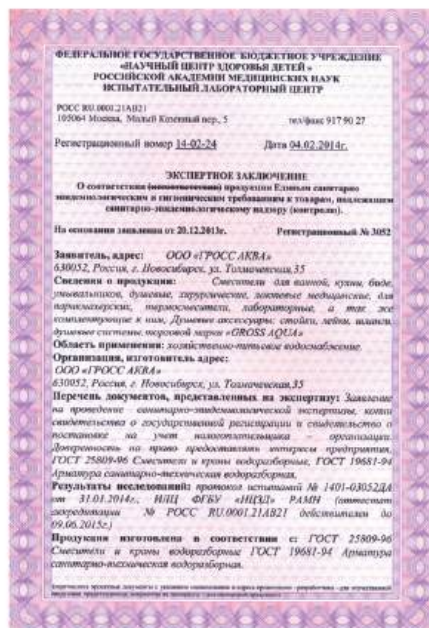 ФЕДЕРАЛЬНОЕ ГОСУДАРСТВЕННОЕ БЮДЖЕТНОЕ УЧРЕЖДЕНИЕ
«НАУЧНЫЙ ЦЕНТР ЗДОРОВЬЯ ДЕТЕЙ»
РОССИЙСКОЙ АКАДЕМИИ МЕДИЦИНСКИХ НАУК
ИСПЫТАТЕЛЬНЫЙ ЛАБОРАТОРНЫЙ ЦЕНТР
РОСС RU.0001.21АВ21
105064 Москва, Малый Казенный пер., 5 тел/факс 917 90 27
Регистрационный номер 14-02-24 Дата 04.02.2014г.
ЭКСПЕРТНОЕ ЗАКЛЮЧЕНИЕ
О соответствии (несоответствии) продукции Единым санитарно
эпидемиологическим и гигиеническим требованиям к товарам, подлежащим
санитарно-эпидемиологическому надзору (контролю).
На основании заявления от 20.12.2013г. Регистрационный № 3052
Заявитель, адрес: ООО «ГРОСС АКВА»
630052, Россия, г. Новосибирск, ул. Толмачевская,35
Сведения о продукции: Смесители для ванной, кухни, биде,
умывальников, душевые, хирургические, локтевые медицинские, для
парикмахерских, термосмесители, лабораторные, а так же
комплектующие к ним, Душевые аксессуары: стойки, лейки, шланги,
душевые системы торговой марки «GROSS AQUA»
Область применения: хозяйственно-питьевое водоснабжение.
Организация, изготовитель адрес:
ООО «ГРОСС АКВА»
630052, Россия, г. Новосибирск, ул. Толмачевская,35
Перечень документов, представленных на экспертизу: Заявление
на проведение санитарно-эпидемиологической экспертизы, копии
свидетельства о государственной регистрации и свидетельство о
постановке на учет налогоплательщика - организации.
Доверенность на право предоставлять интересы предприятия.
ГОСТ 25809-96 Смесители и краны водоразборные, ГОСТ 19681-94
Арматура санитарно-техническая водоразборная.
Результаты исследований: протокол испытаний № 1401-03052ДА
от 31.01.2014г., ИЛЦ ФГБУ «НЦЗД» РАМН (аттестат
аккредитации № РОСС RU.0001.21АВ21 действителен до
09.06.2015г.)
Продукция изготовлена в соответствии с: ГОСТ 25809-96
Смесители и краны водоразборные ГОСТ 19681-94 Арматура
санитарно-техническая водоразборная.